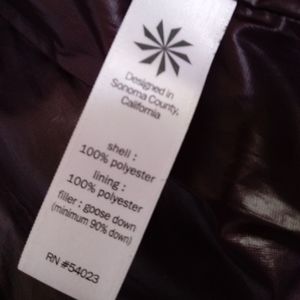 Designed in
Sonoma County,
California
shell :
100% polyester
lining :
100% polyester
filler : goose down
(minimum 90% down)
RN #54023